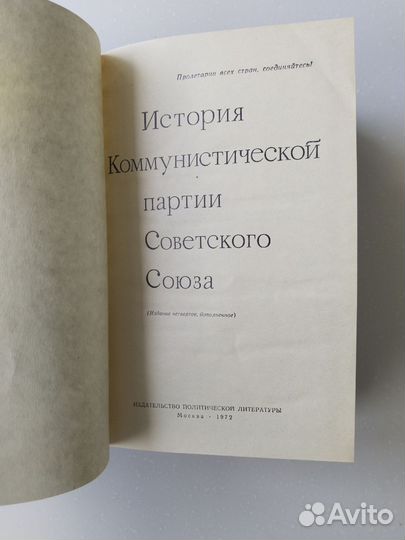 Пролетарии всех стран, соединяйтесь!
История
Коммунистической
партии
Советского
Союза
(Издание четвертое, дополненное)
ИЗДАТЕЛЬСТВО ПОЛИТИЧЕСКОЙ ЛИТЕРАТУРЫ
Москва · 1972
Avito